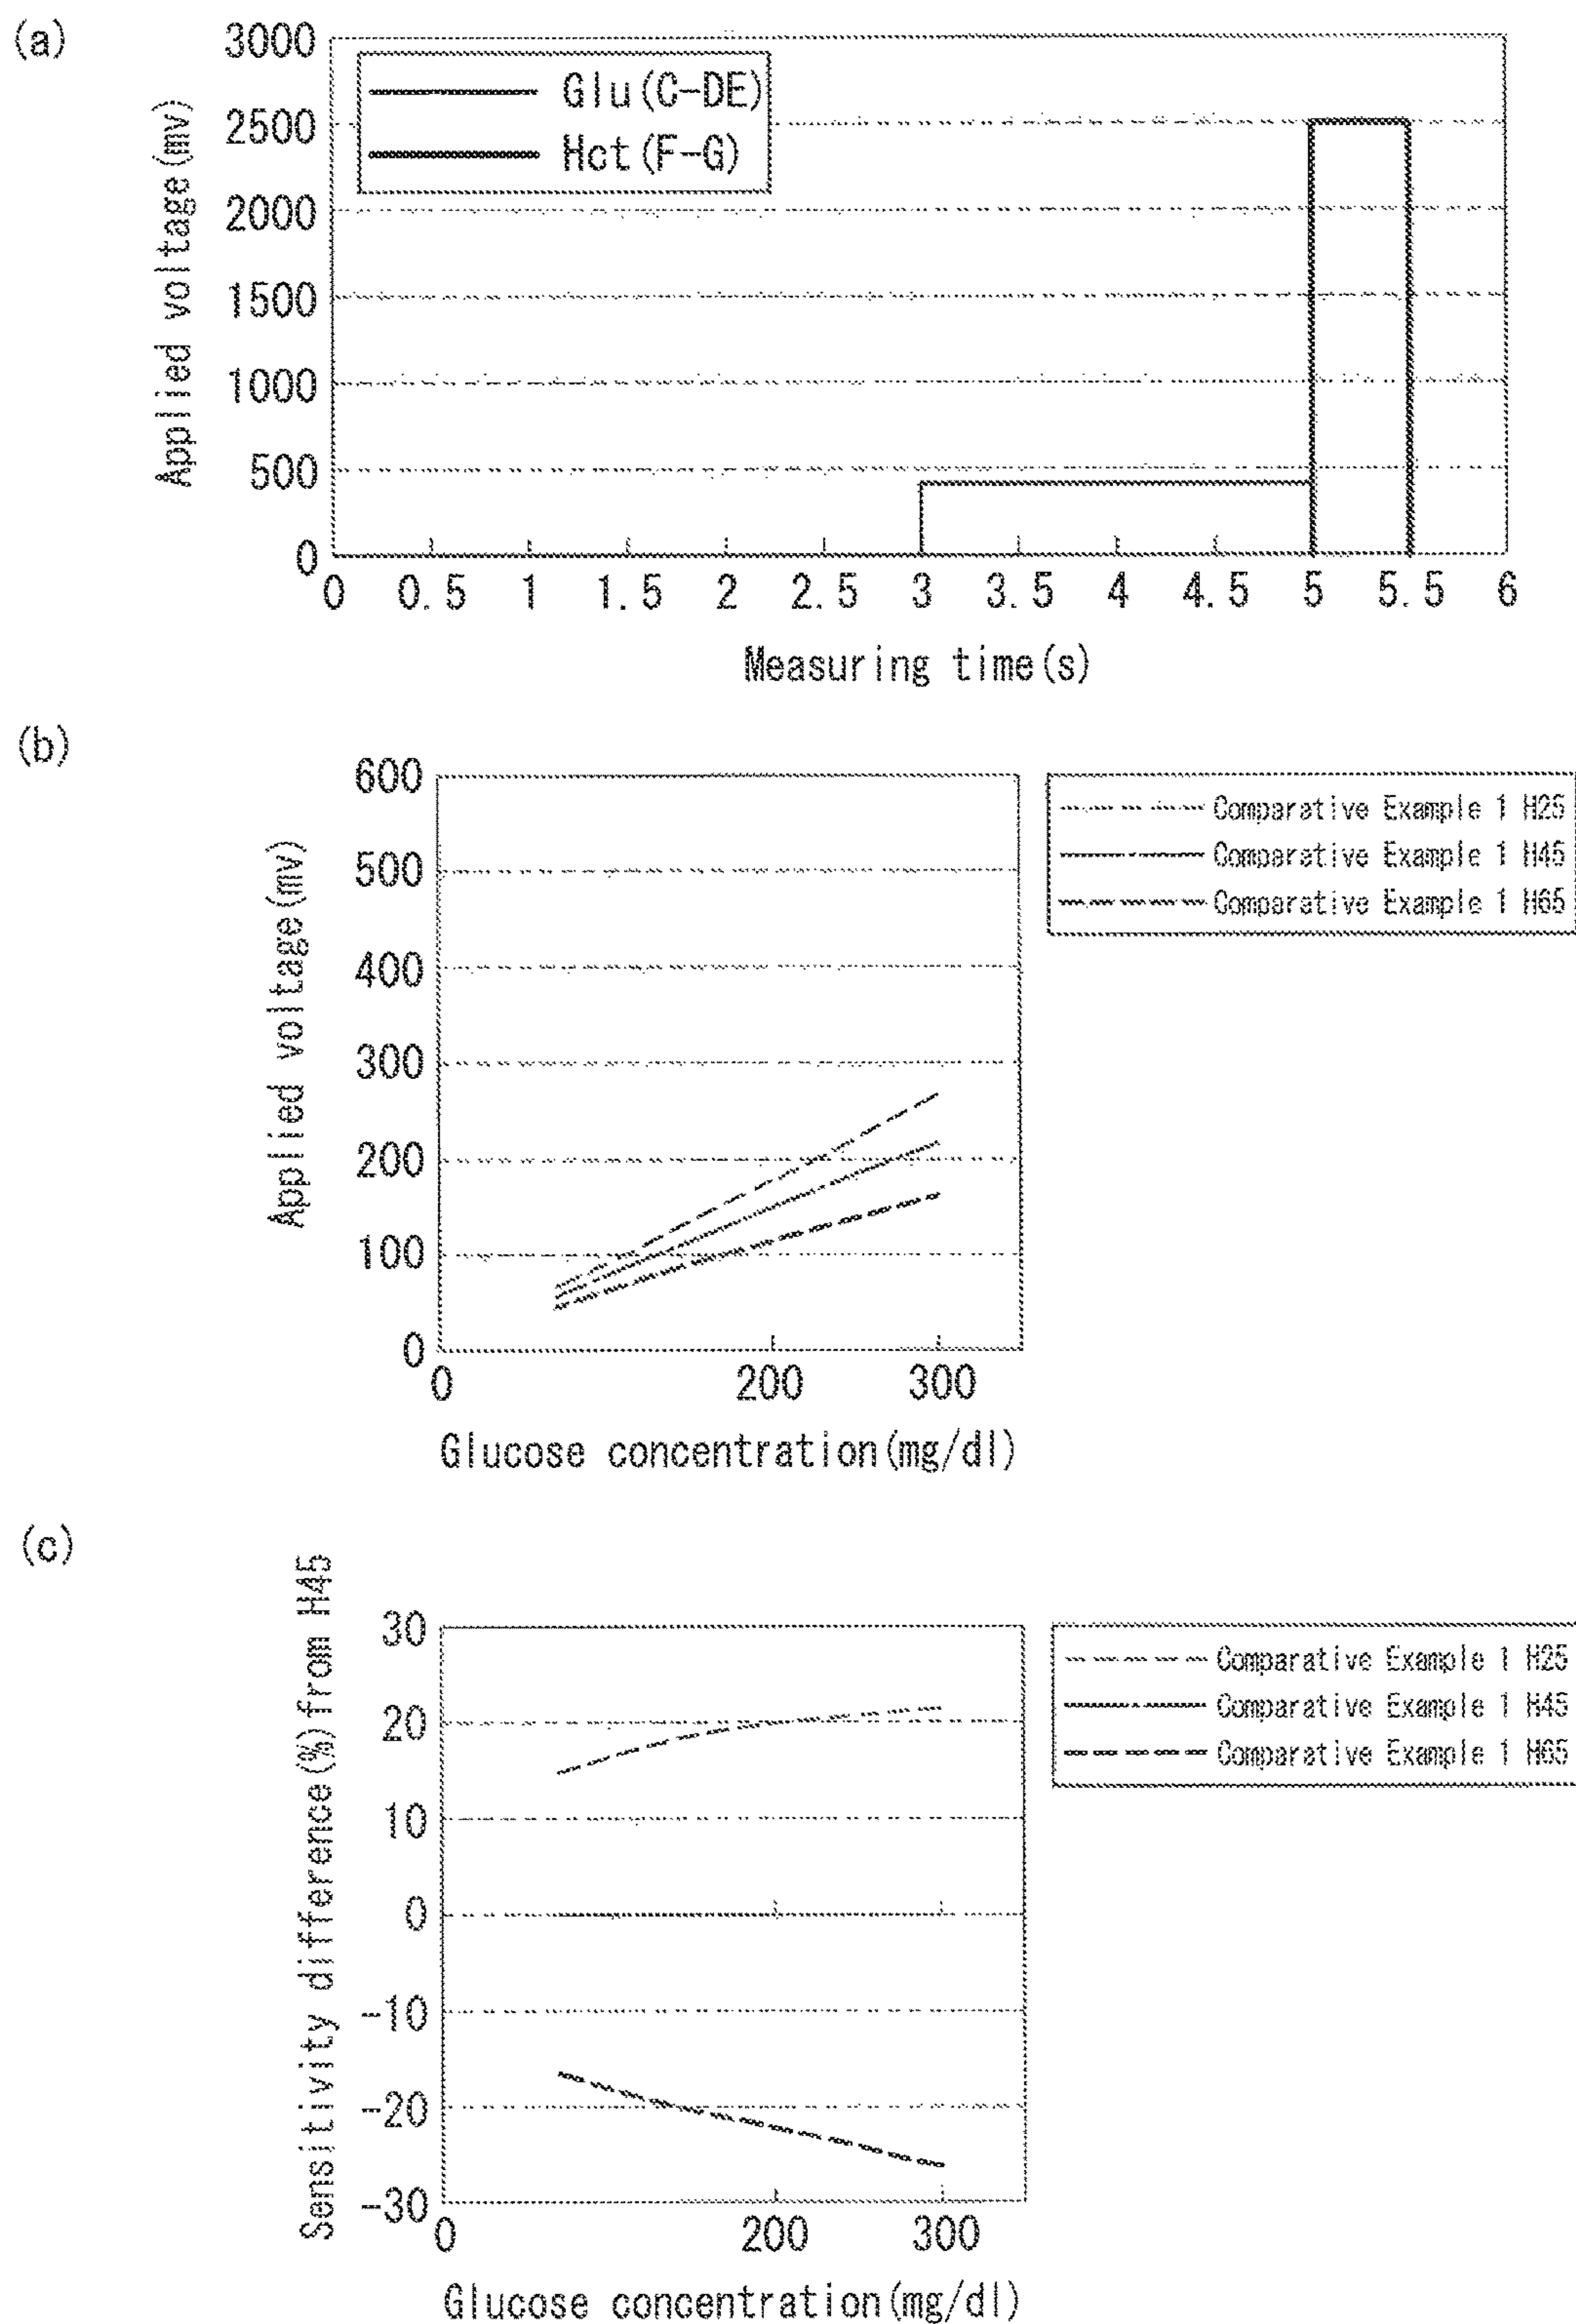 (a)
3000
2500
2000
1500
1000
500
0
Applied voltage(mv)
Glu(C-DE)
Hct(F-G)
0 0.5 1 1.5 2 2.5 3 3.5 4 4.5 5 5.5 6
Measuring time(s)
(b)
600
500
400
300
200
100
0
Applied voltage(mv)
Comparative Example 1 H25
Comparative Example 1 H45
Comparative Example 1 H65
0 200 300
Glucose concentration(mg/dl)
(c)
30
20
10
0
-10
-20
-30
Sensitivity difference(%)from H45
Comparative Example 1 H25
Comparative Example 1 H45
Comparative Example 1 H65
0 200 300
Glucose concentration(mg/dl)